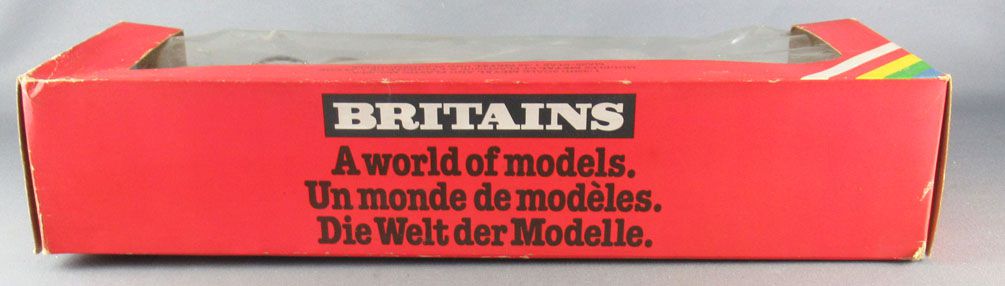 BRITAINS
A world of models.
Un monde de modèles.
Die Welt der Modelle.